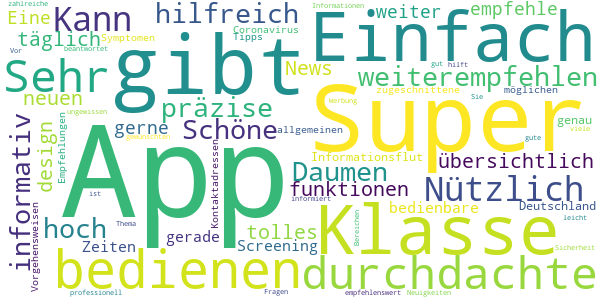 zahlreiche
Eine
Kann
hilfreich
Informationen
weiter
empfehle
täglich
Symptomen
Vor
beantwortet
Coronavirus
Tipps
gibt
Einfach
gut
hilft
Sehr
News
weiterempfehlen
neuen
präzise
zugeschnittene
möglichen
Werbung
Sie
Super
ungewissen
informativ
design
Empfehlungen
App
gerne
gewünschten
Schöne
allgemeinen
gute
genau
viele
Informationsflut
übersichtlich
Daumen
funktionen
Nützlich
Kontaktadressen
Vorgehensweisen
ist
informiert
bedienbare
Deutschland
hoch
Thema
tolles
Klasse
leicht
Zeiten
gerade
Screening
Bereichen
Sicherheit
bedienen
durchdachte
professionell
Fragen
empfehlenswert
Neuigkeiten